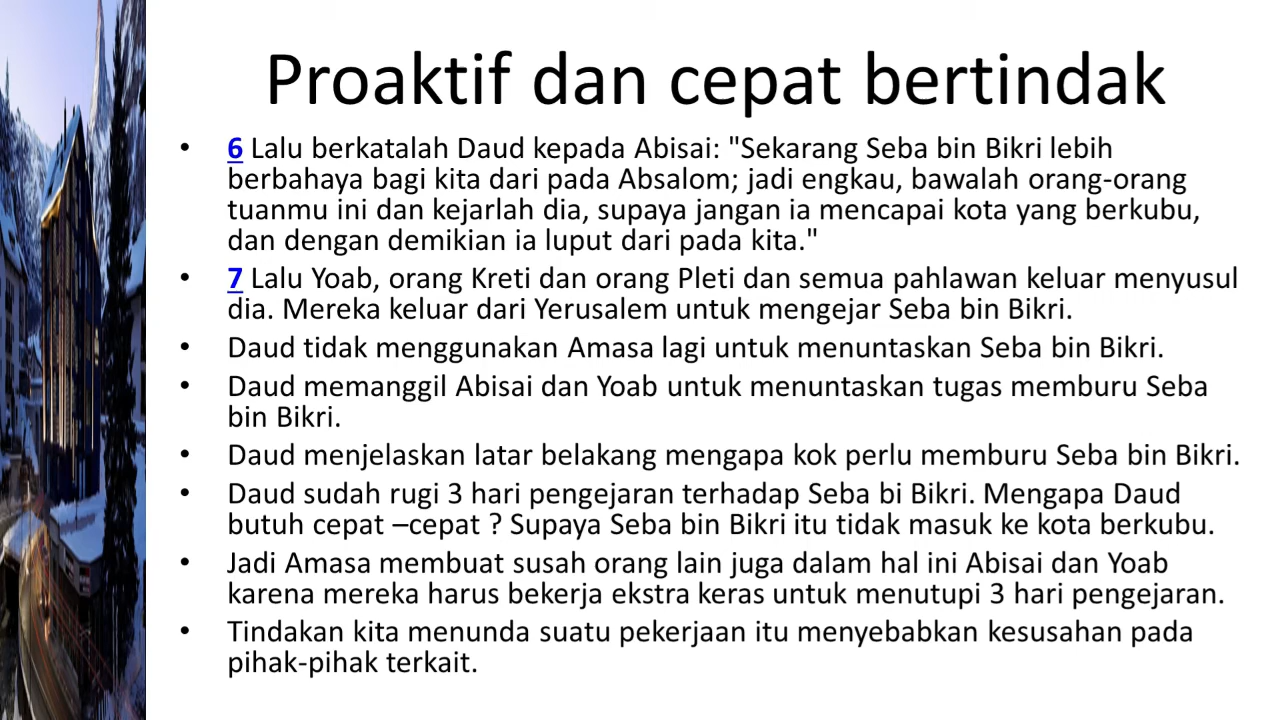 Proaktif dan cepat bertindak
• 6 Lalu berkatalah Daud kepada Abisai: "Sekarang Seba bin Bikri lebih
berbahaya bagi kita dari pada Absalom; jadi engkau, bawalah orang-orang
tuanmu ini dan kejarlah dia, supaya jangan ia mencapai kota yang berkubu,
dan dengan demikian ia luput dari pada kita."
• 7 Lalu Yoab, orang Kreti dan orang Pleti dan semua pahlawan keluar menyusul
dia. Mereka keluar dari Yerusalem untuk mengejar Seba bin Bikri.
• Daud tidak menggunakan Amasa lagi untuk menuntaskan Seba bin Bikri.
• Daud memanggil Abisai dan Yoab untuk menuntaskan tugas memburu Seba
bin Bikri.
• Daud menjelaskan latar belakang mengapa kok perlu memburu Seba bin Bikri.
• Daud sudah rugi 3 hari pengejaran terhadap Seba bi Bikri. Mengapa Daud
butuh cepat –cepat ? Supaya Seba bin Bikri itu tidak masuk ke kota berkubu.
• Jadi Amasa membuat susah orang lain juga dalam hal ini Abisai dan Yoab
karena mereka harus bekerja ekstra keras untuk menutupi 3 hari pengejaran.
• Tindakan kita menunda suatu pekerjaan itu menyebabkan kesusahan pada
pihak-pihak terkait.